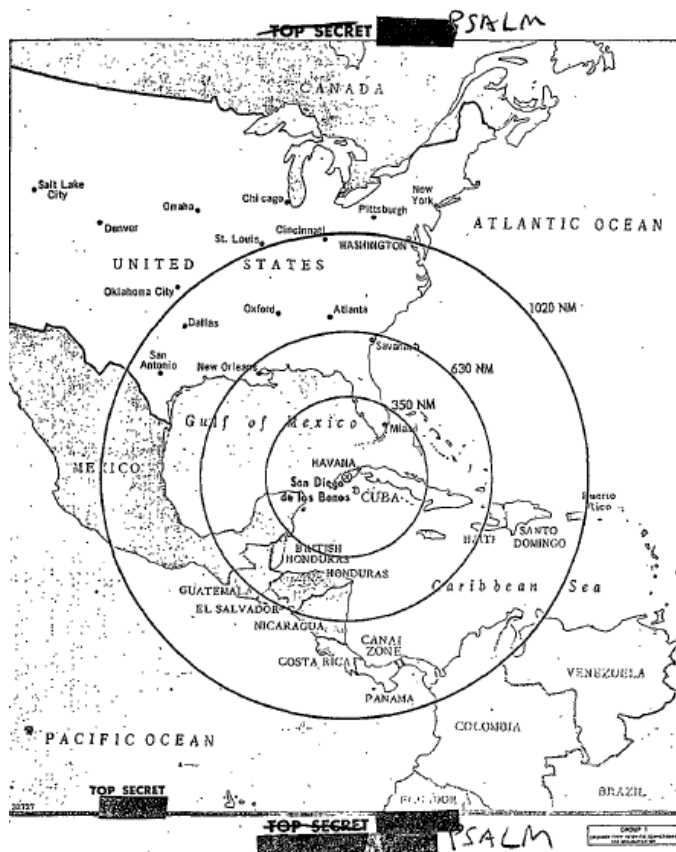 TOP SECRET PSALM
CANADA
Salt Lake
City
Denver
Omaha
Chicago
Pittsburgh
New
York
Cincinnati
St. Louis
WASHINGTON
ATLANTIC OCEAN
UNITED STATES
Oklahoma City
Oxford
Atlanta
1020 NM
Dallas
Savannah
San
Antonio
New Orleans
630 NM
350 NM
Gulf of Mexico
Miami
MEXICO
HAVANA
San Diego
de los Banos
CUBA
Puerto
Rico
HAITI
SANTO
DOMINGO
BRITISH
HONDURAS
HONDURAS
GUATEMALA
Caribbean Sea
EL SALVADOR
NICARAGUA
CANAL
ZONE
COSTA RICA
VENEZUELA
PANAMA
COLOMBIA
PACIFIC OCEAN
TOP SECRET
ECUADOR
BRAZIL
TOP SECRET PSALM
GROUP 1